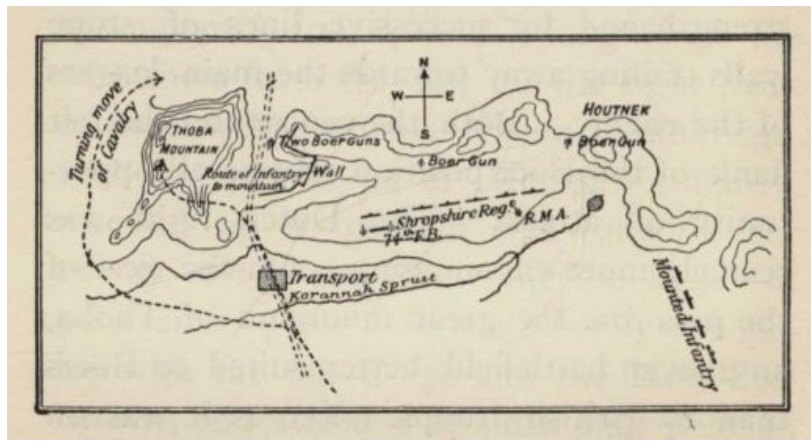 N
W E
S
Turning move
of Cavalry
THOBA
MOUNTAIN
Two Boer Guns
Route of Infantry
to mountain
Wall
Boer Gun
HOUTNEK
Boer Gun
Shropshire Regt.
74th F.B.
R.M.A.
Transport
Korannah Spruit
Mounted Infantry